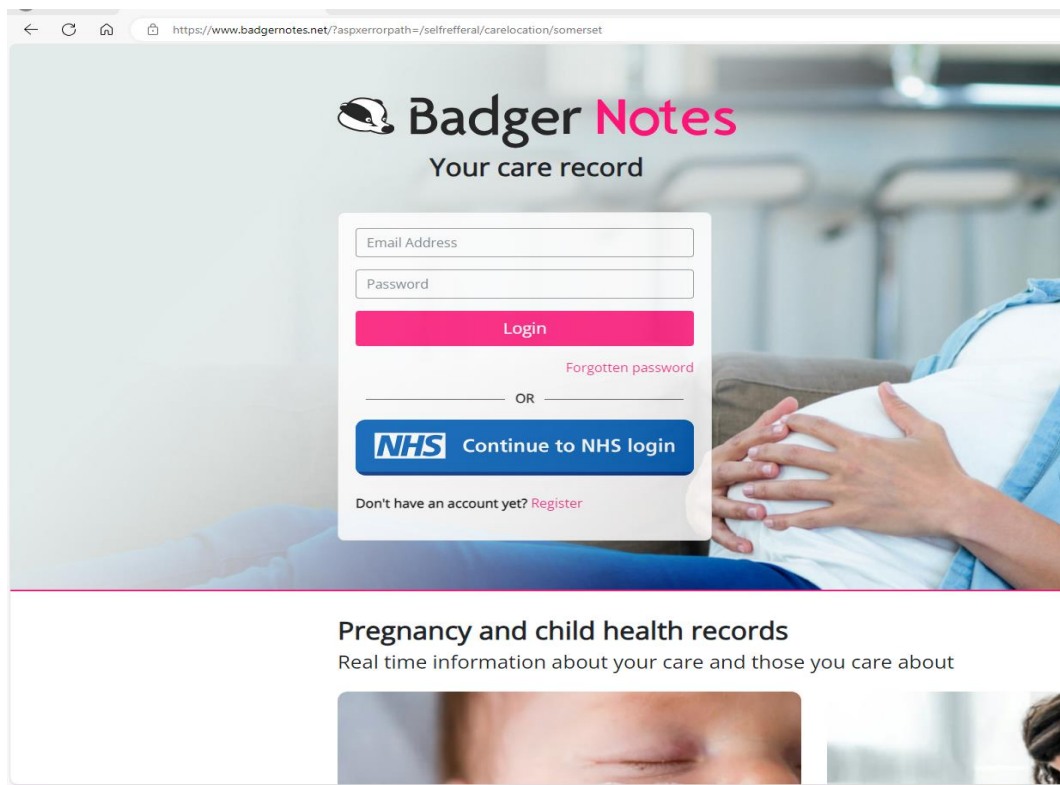 https://www.badgernotes.net/?aspxerrorpath=/selfrefferal/carelocation/somerset
Badger Notes
Your care record
Email Address
Password
Login
Forgotten password
OR
NHS Continue to NHS login
Don't have an account yet? Register
Pregnancy and child health records
Real time information about your care and those you care about